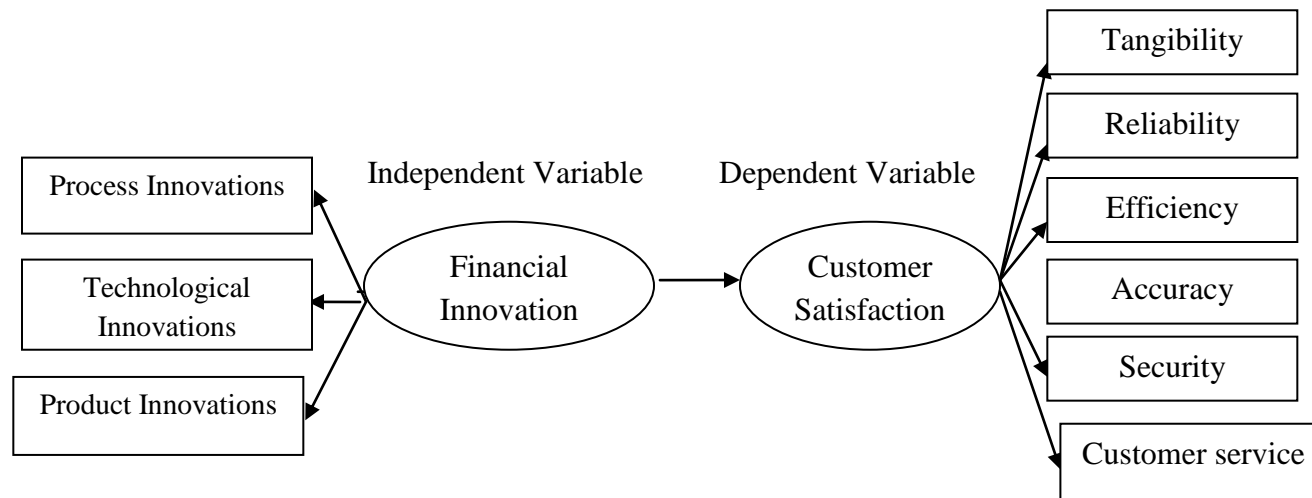 Tangibility
Reliability
Independent Variable
Dependent Variable
Process Innovations
Efficiency
Financial
Innovation
Customer
Satisfaction
Technological
Innovations
Accuracy
Security
Product Innovations
Customer service